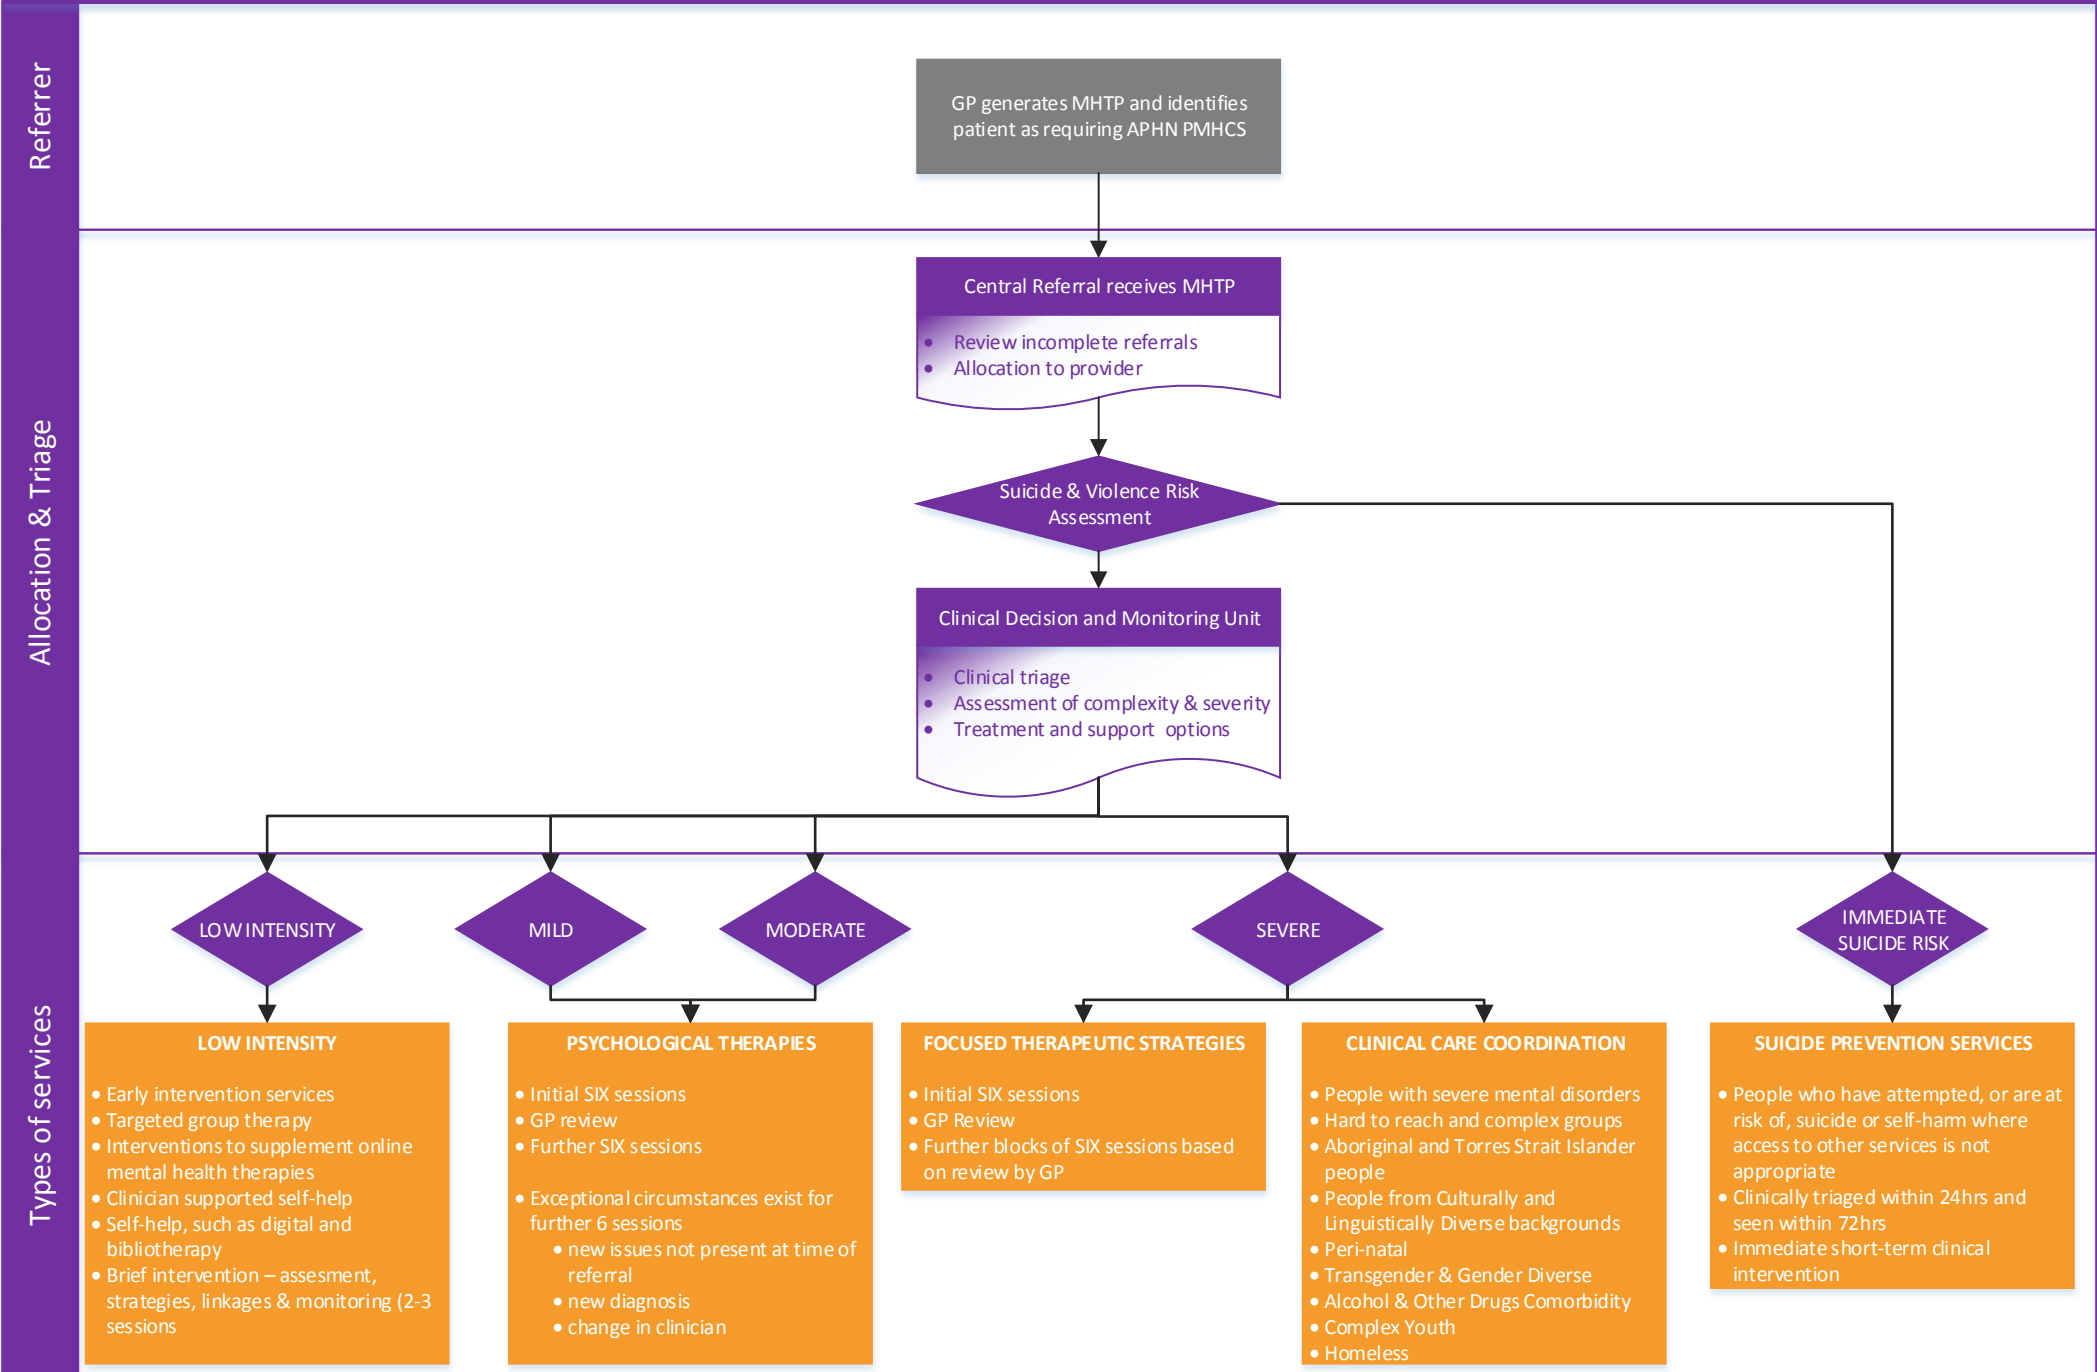 Referrer
GP generates MHTP and identifies
patient as requiring APHN PMHCS
Allocation & Triage
Central Referral receives MHTP
• Review incomplete referrals
• Allocation to provider
Suicide & Violence Risk
Assessment
Clinical Decision and Monitoring Unit
• Clinical triage
• Assessment of complexity & severity
• Treatment and support options
Types of services
LOW INTENSITY
MILD
MODERATE
SEVERE
IMMEDIATE
SUICIDE RISK
LOW INTENSITY
• Early intervention services
• Targeted group therapy
• Interventions to supplement online
mental health therapies
• Clinician supported self-help
• Self-help, such as digital and
bibliotherapy
• Brief intervention – assesment,
strategies, linkages & monitoring (2-3
sessions
PSYCHOLOGICAL THERAPIES
• Initial SIX sessions
• GP review
• Further SIX sessions
• Exceptional circumstances exist for
further 6 sessions
• new issues not present at time of
referral
• new diagnosis
• change in clinician
FOCUSED THERAPEUTIC STRATEGIES
• Initial SIX sessions
• GP Review
• Further blocks of SIX sessions based
on review by GP
CLINICAL CARE COORDINATION
• People with severe mental disorders
• Hard to reach and complex groups
• Aboriginal and Torres Strait Islander
people
• People from Culturally and
Linguistically Diverse backgrounds
• Peri-natal
• Transgender & Gender Diverse
• Alcohol & Other Drugs Comorbidity
• Complex Youth
• Homeless
SUICIDE PREVENTION SERVICES
• People who have attempted, or are at
risk of, suicide or self-harm where
access to other services is not
appropriate
• Clinically triaged within 24hrs and
seen within 72hrs
• Immediate short-term clinical
intervention